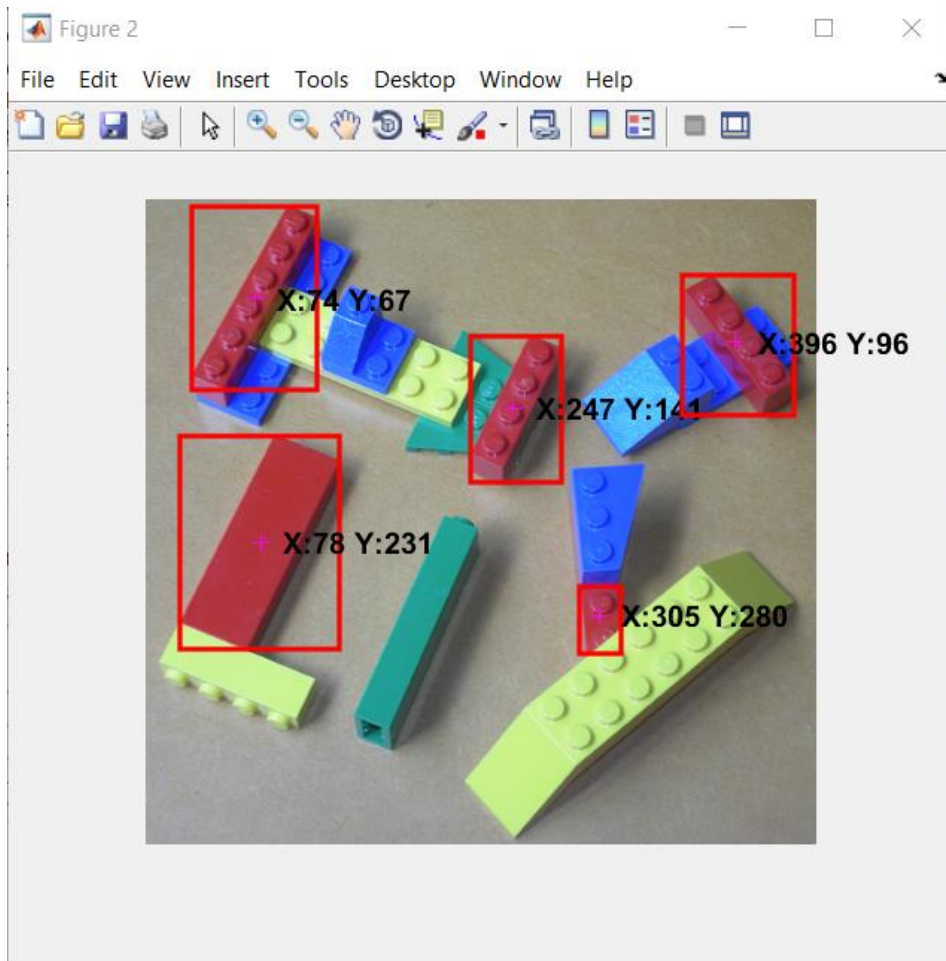 Figure 2
File Edit View Insert Tools Desktop Window Help
X:74 Y:67
X:396 Y:96
X:247 Y:141
X:78 Y:231
X:305 Y:280